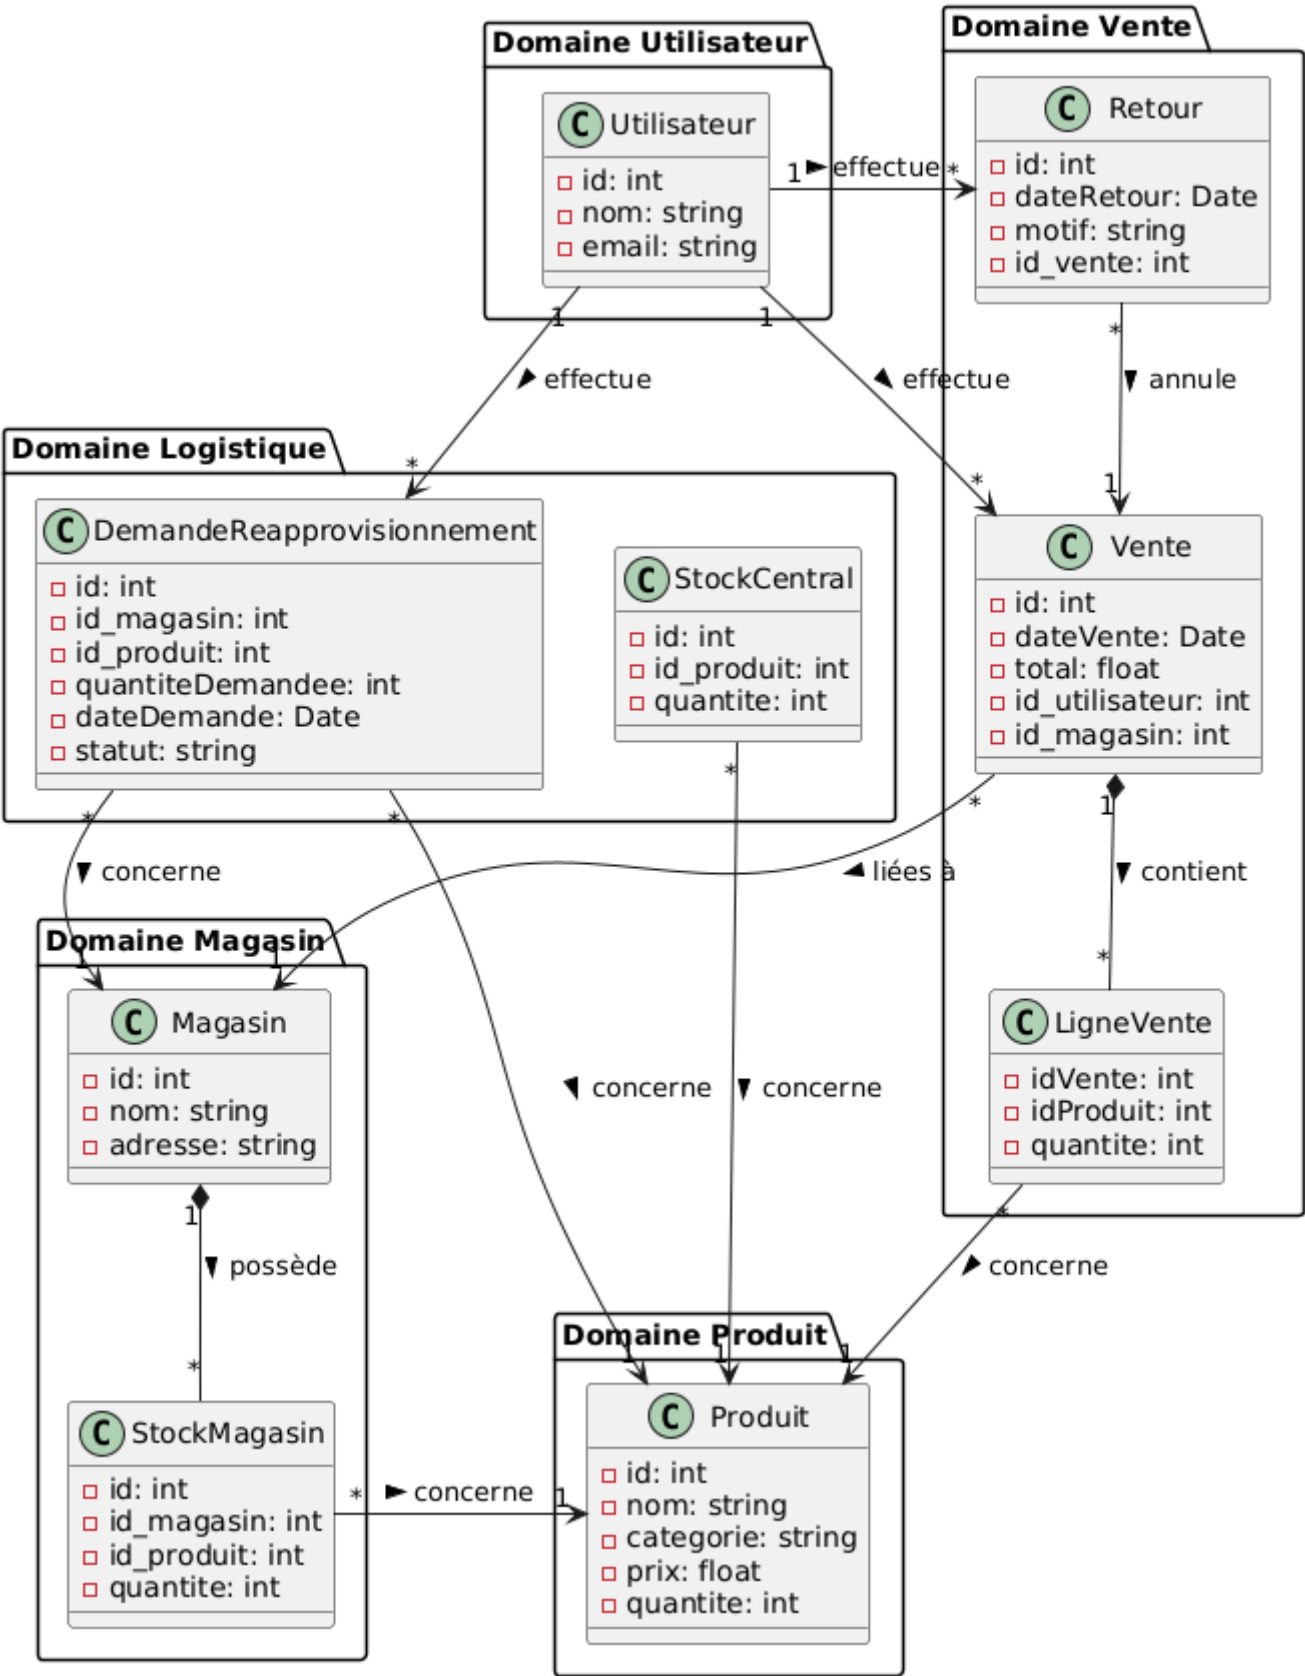 Domaine Utilisateur
C Utilisateur
id: int
nom: string
email: string
Domaine Vente
C Retour
id: int
dateRetour: Date
motif: string
id_vente: int
1 effectue *
1
effectue
*
1
effectue
*
*
annule
1
Domaine Logistique
C DemandeReapprovisionnement
id: int
id_magasin: int
id_produit: int
quantiteDemandee: int
dateDemande: Date
statut: string
C StockCentral
id: int
id_produit: int
quantite: int
C Vente
id: int
dateVente: Date
total: float
id_utilisateur: int
id_magasin: int
*
concerne
1
*
concerne
1
*
concerne
1
*
liées à
1
1
contient
*
Domaine Magasin
C Magasin
id: int
nom: string
adresse: string
C LigneVente
idVente: int
idProduit: int
quantite: int
1
possède
*
*
concerne
1
C StockMagasin
id: int
id_magasin: int
id_produit: int
quantite: int
* concerne 1
Domaine Produit
C Produit
id: int
nom: string
categorie: string
prix: float
quantite: int